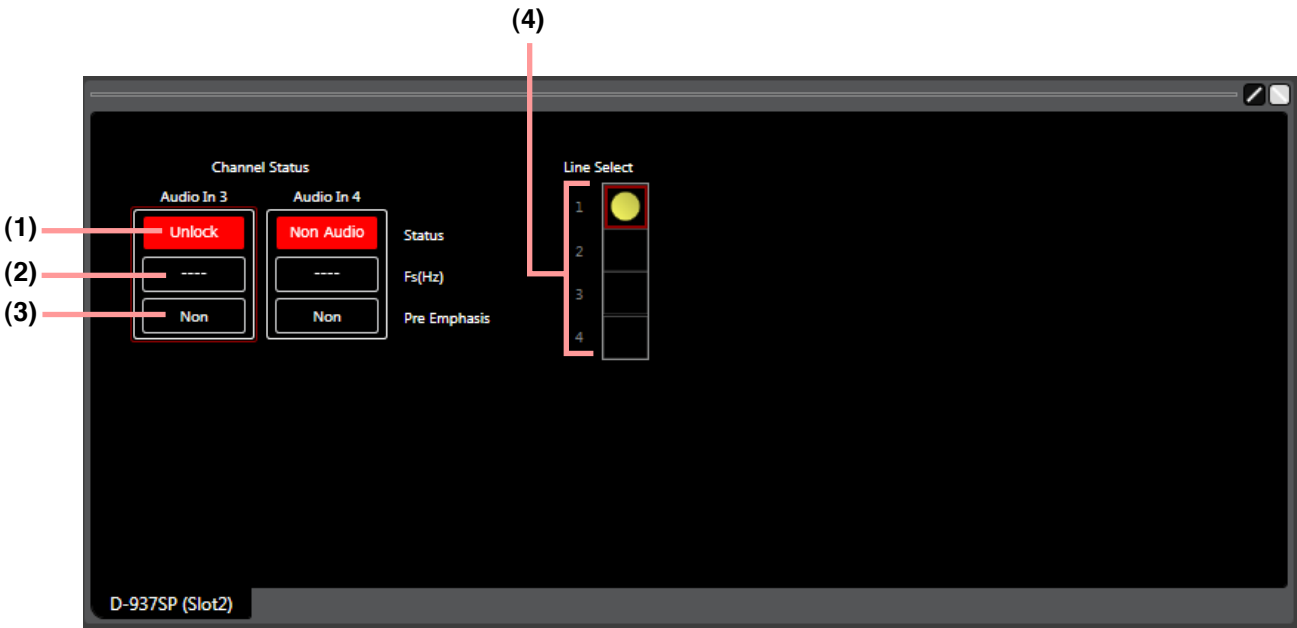 (4)
Channel Status
Line Select
Audio In 3
Audio In 4
1
(1)
Unlock
Non Audio
Status
2
(2)
----
----
Fs(Hz)
3
(3)
Non
Non
Pre Emphasis
4
D-937SP (Slot2)